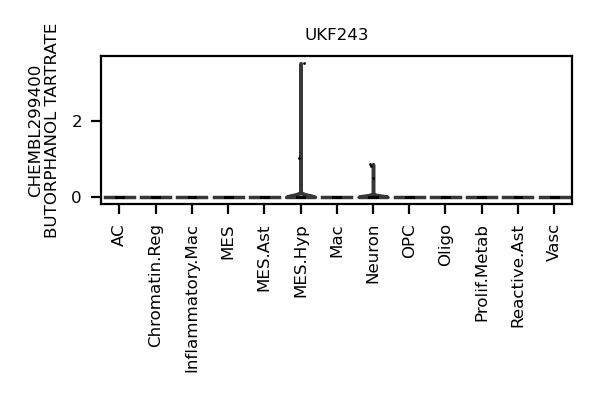 UKF243
CHEMBL299400
BUTORPHANOL TARTRATE
2
0
AC
Chromatin.Reg
Inflammatory.Mac
MES
MES.Ast
MES.Hyp
Mac
Neuron
OPC
Oligo
Prolif.Metab
Reactive.Ast
Vasc